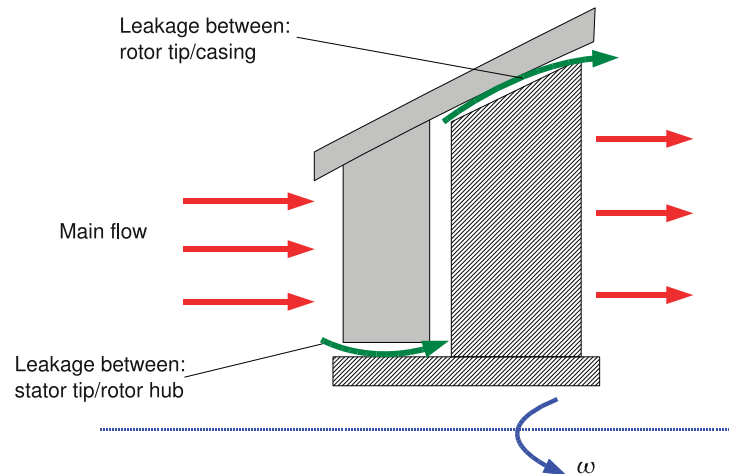 Leakage between:
rotor tip/casing
Main flow
Leakage between:
stator tip/rotor hub
ω